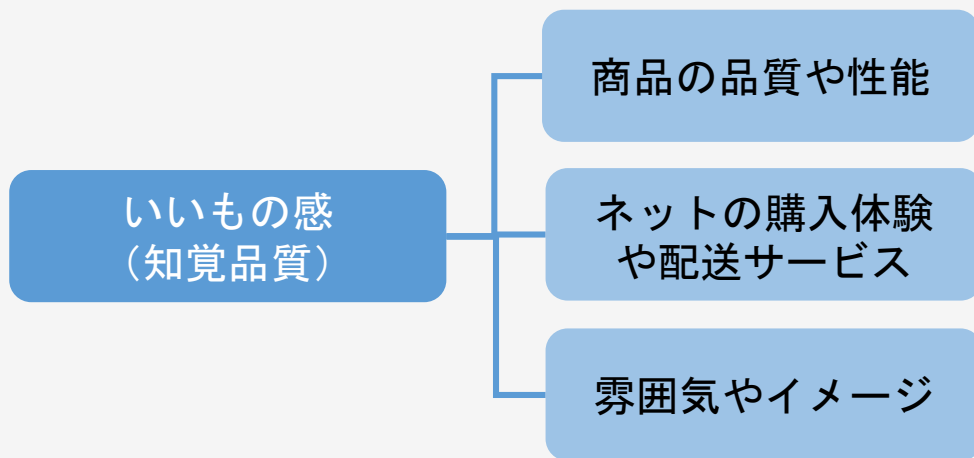 いいもの感
（知覚品質）
商品の品質や性能
ネットの購入体験
や配送サービス
雰囲気やイメージ